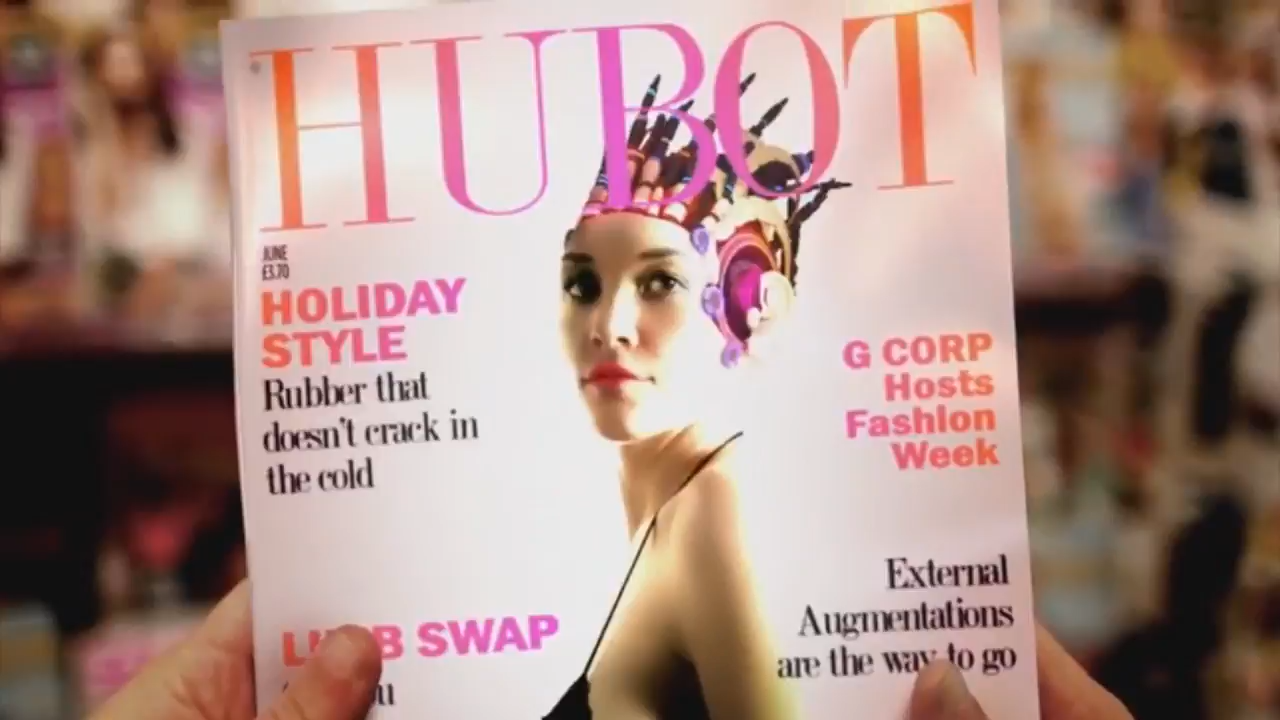 HUBOT
JUNE
£3.70
HOLIDAY
STYLE
Rubber that
doesn't crack in
the cold
G CORP
Hosts
Fashion
Week
External
Augmentations
are the way to go
SWAP